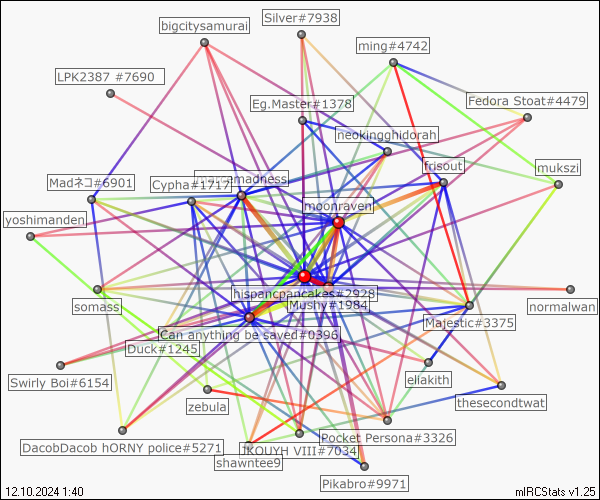 Silver#7938
bigcitysamurai
ming#4742
LPK2387 #7690
Eg.Master#1378
Fedora Stoat#4479
neokingghidorah
frisout
mukszi
marcamadness
Madネコ#6901
Cypha#1717
moonraven
yoshimanden
hispancpancakes#2928
Mushy#1984
somass
normalwan
Majestic#3375
Can anything be saved#0396
Duck#1245
Swirly Boi#6154
eliakith
thesecondtwat
zebula
Pocket Persona#3326
DacobDacob hORNY police#5271
JKOUYH VIII#7034
shawntee9
Pikabro#9971
12.10.2024 1:40
mIRCStats v1.25